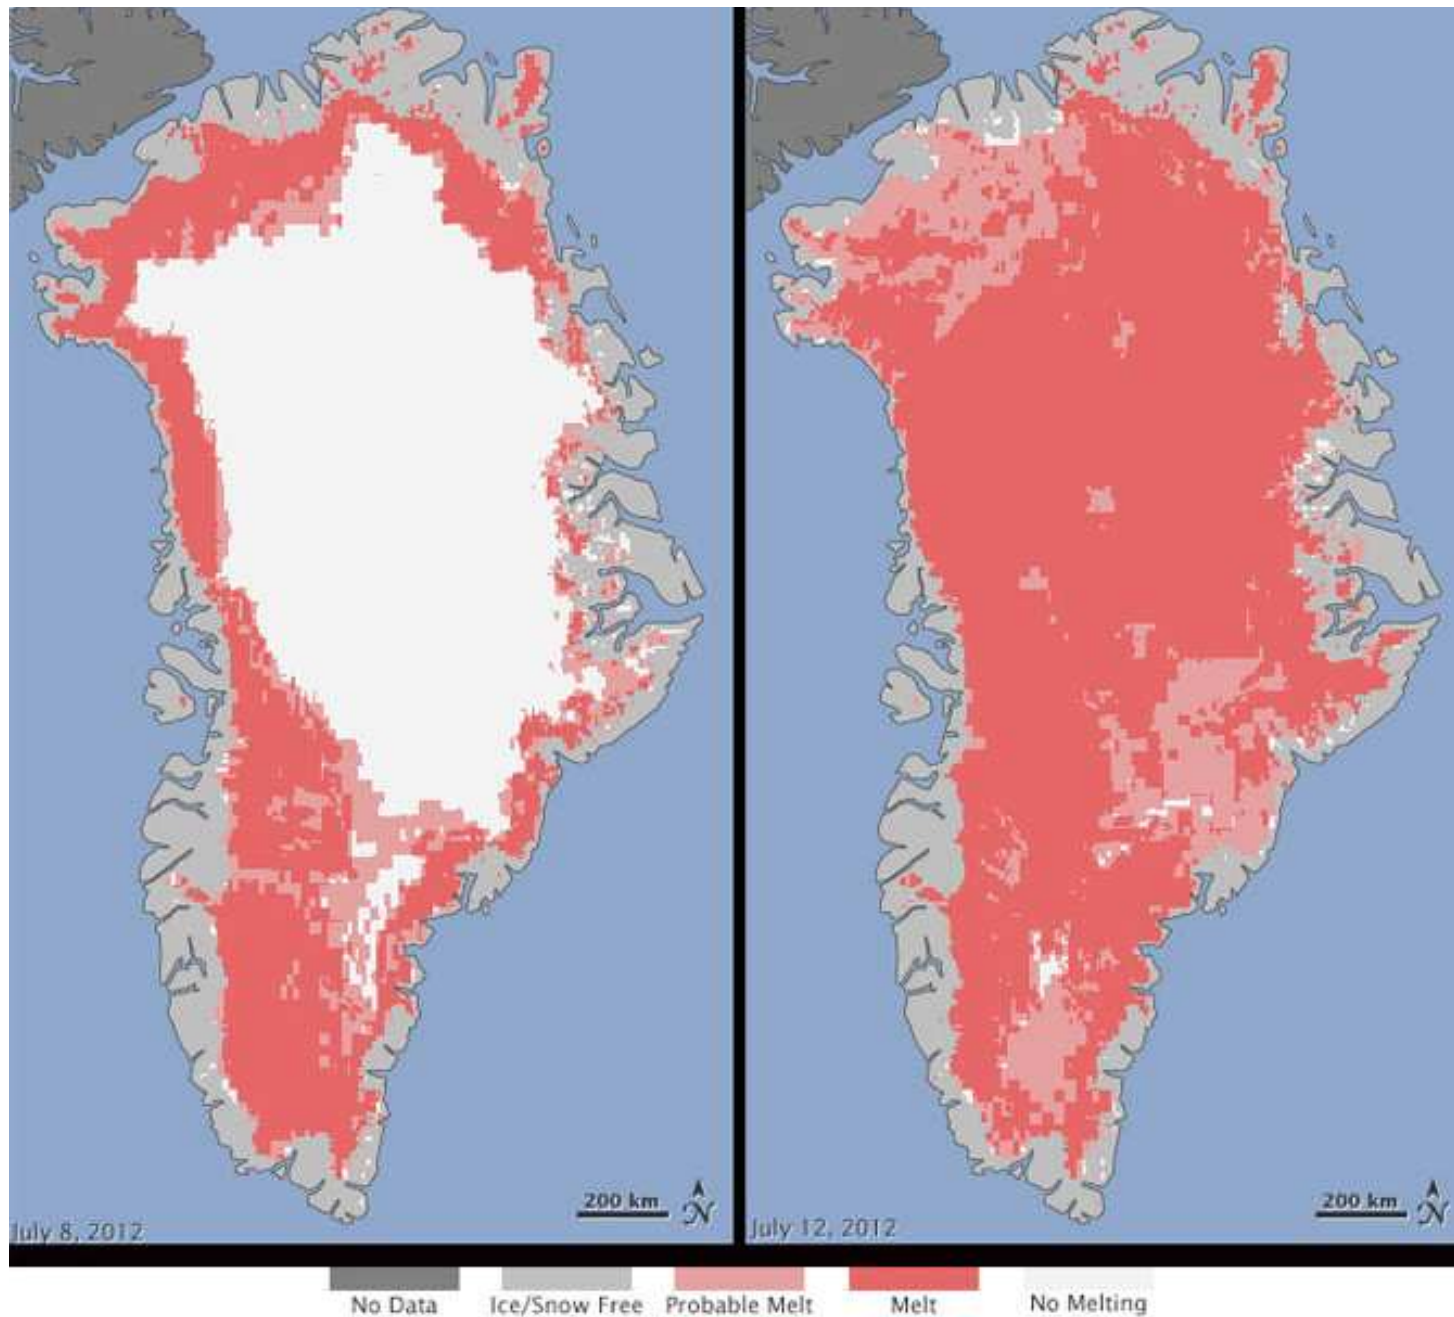 200 km
N
July 8, 2012
200 km
N
July 12, 2012
No Data
Ice/Snow Free
Probable Melt
Melt
No Melting